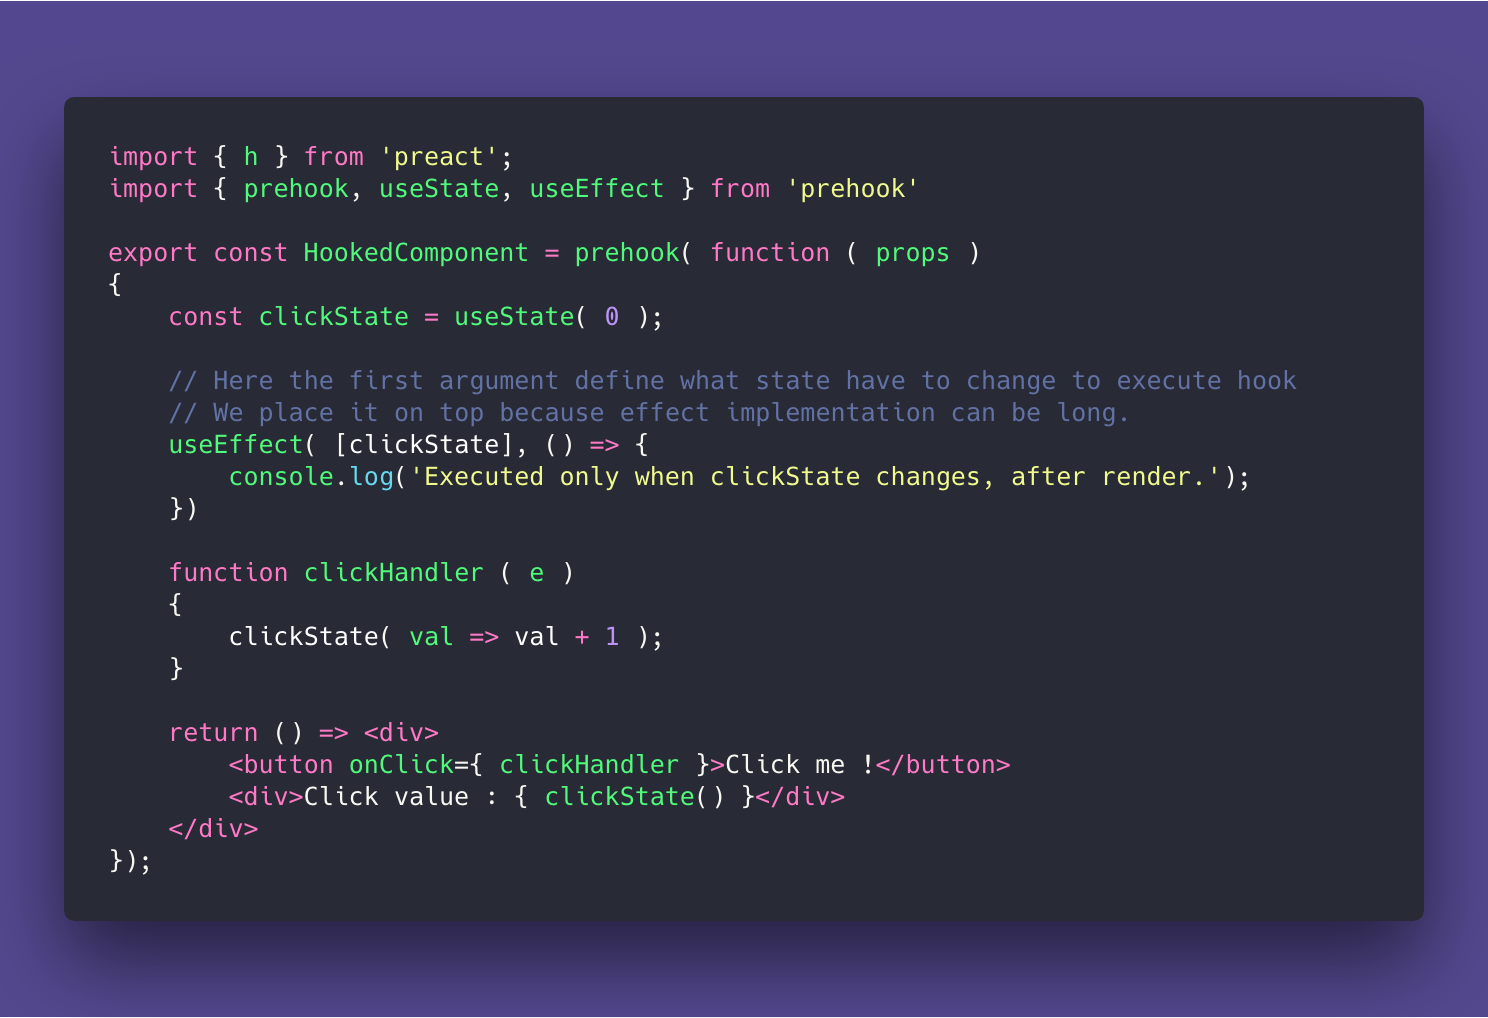 import { h } from 'preact';
import { prehook, useState, useEffect } from 'prehook'

export const HookedComponent = prehook( function ( props )
{
    const clickState = useState( 0 );

    // Here the first argument define what state have to change to execute hook
    // We place it on top because effect implementation can be long.
    useEffect( [clickState], () => {
        console.log('Executed only when clickState changes, after render.');
    })

    function clickHandler ( e )
    {
        clickState( val => val + 1 );
    }

    return () => <div>
        <button onClick={ clickHandler }>Click me !</button>
        <div>Click value : { clickState() }</div>
    </div>
});